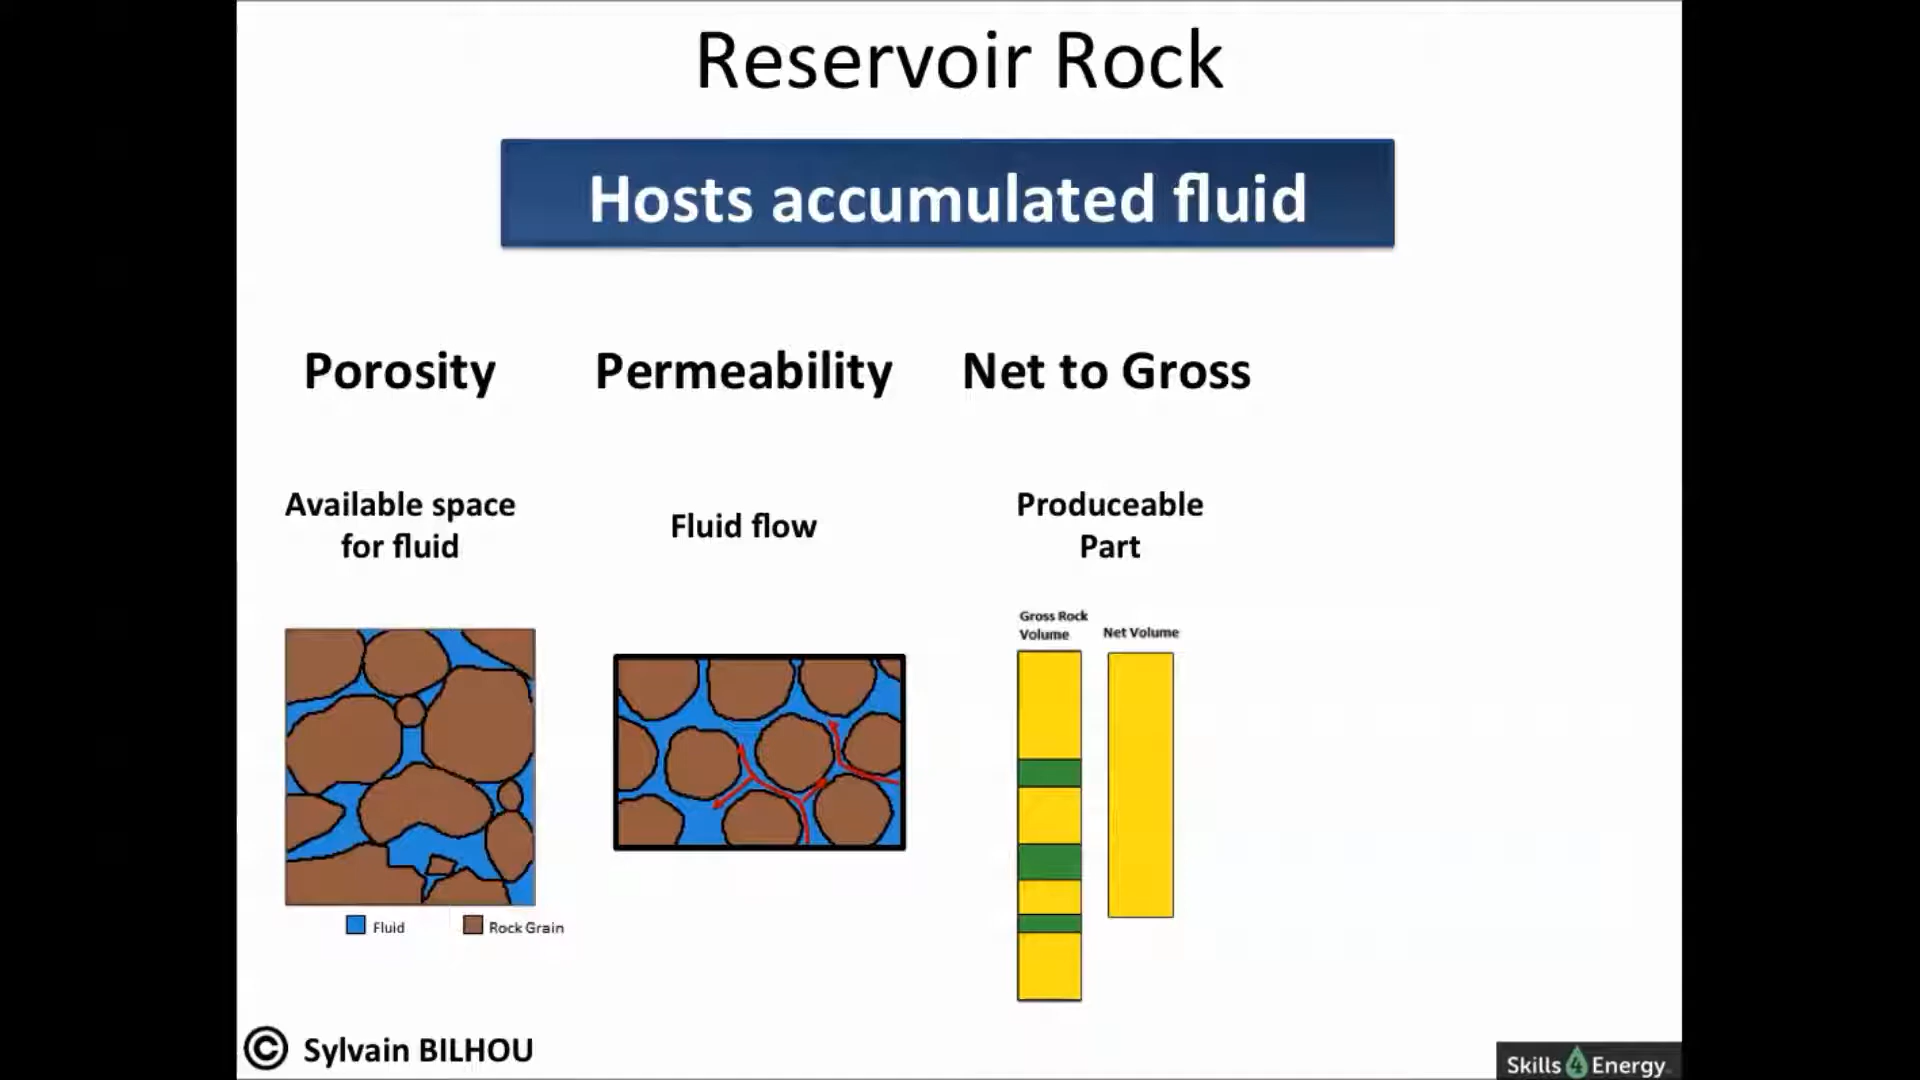 Reservoir Rock
Hosts accumulated fluid
Porosity
Permeability
Net to Gross
Available space
for fluid
Fluid flow
Produceable
Part
Gross Rock
Volume
Net Volume
Fluid
Rock Grain
© Sylvain BILHOU
Skills 4 Energy